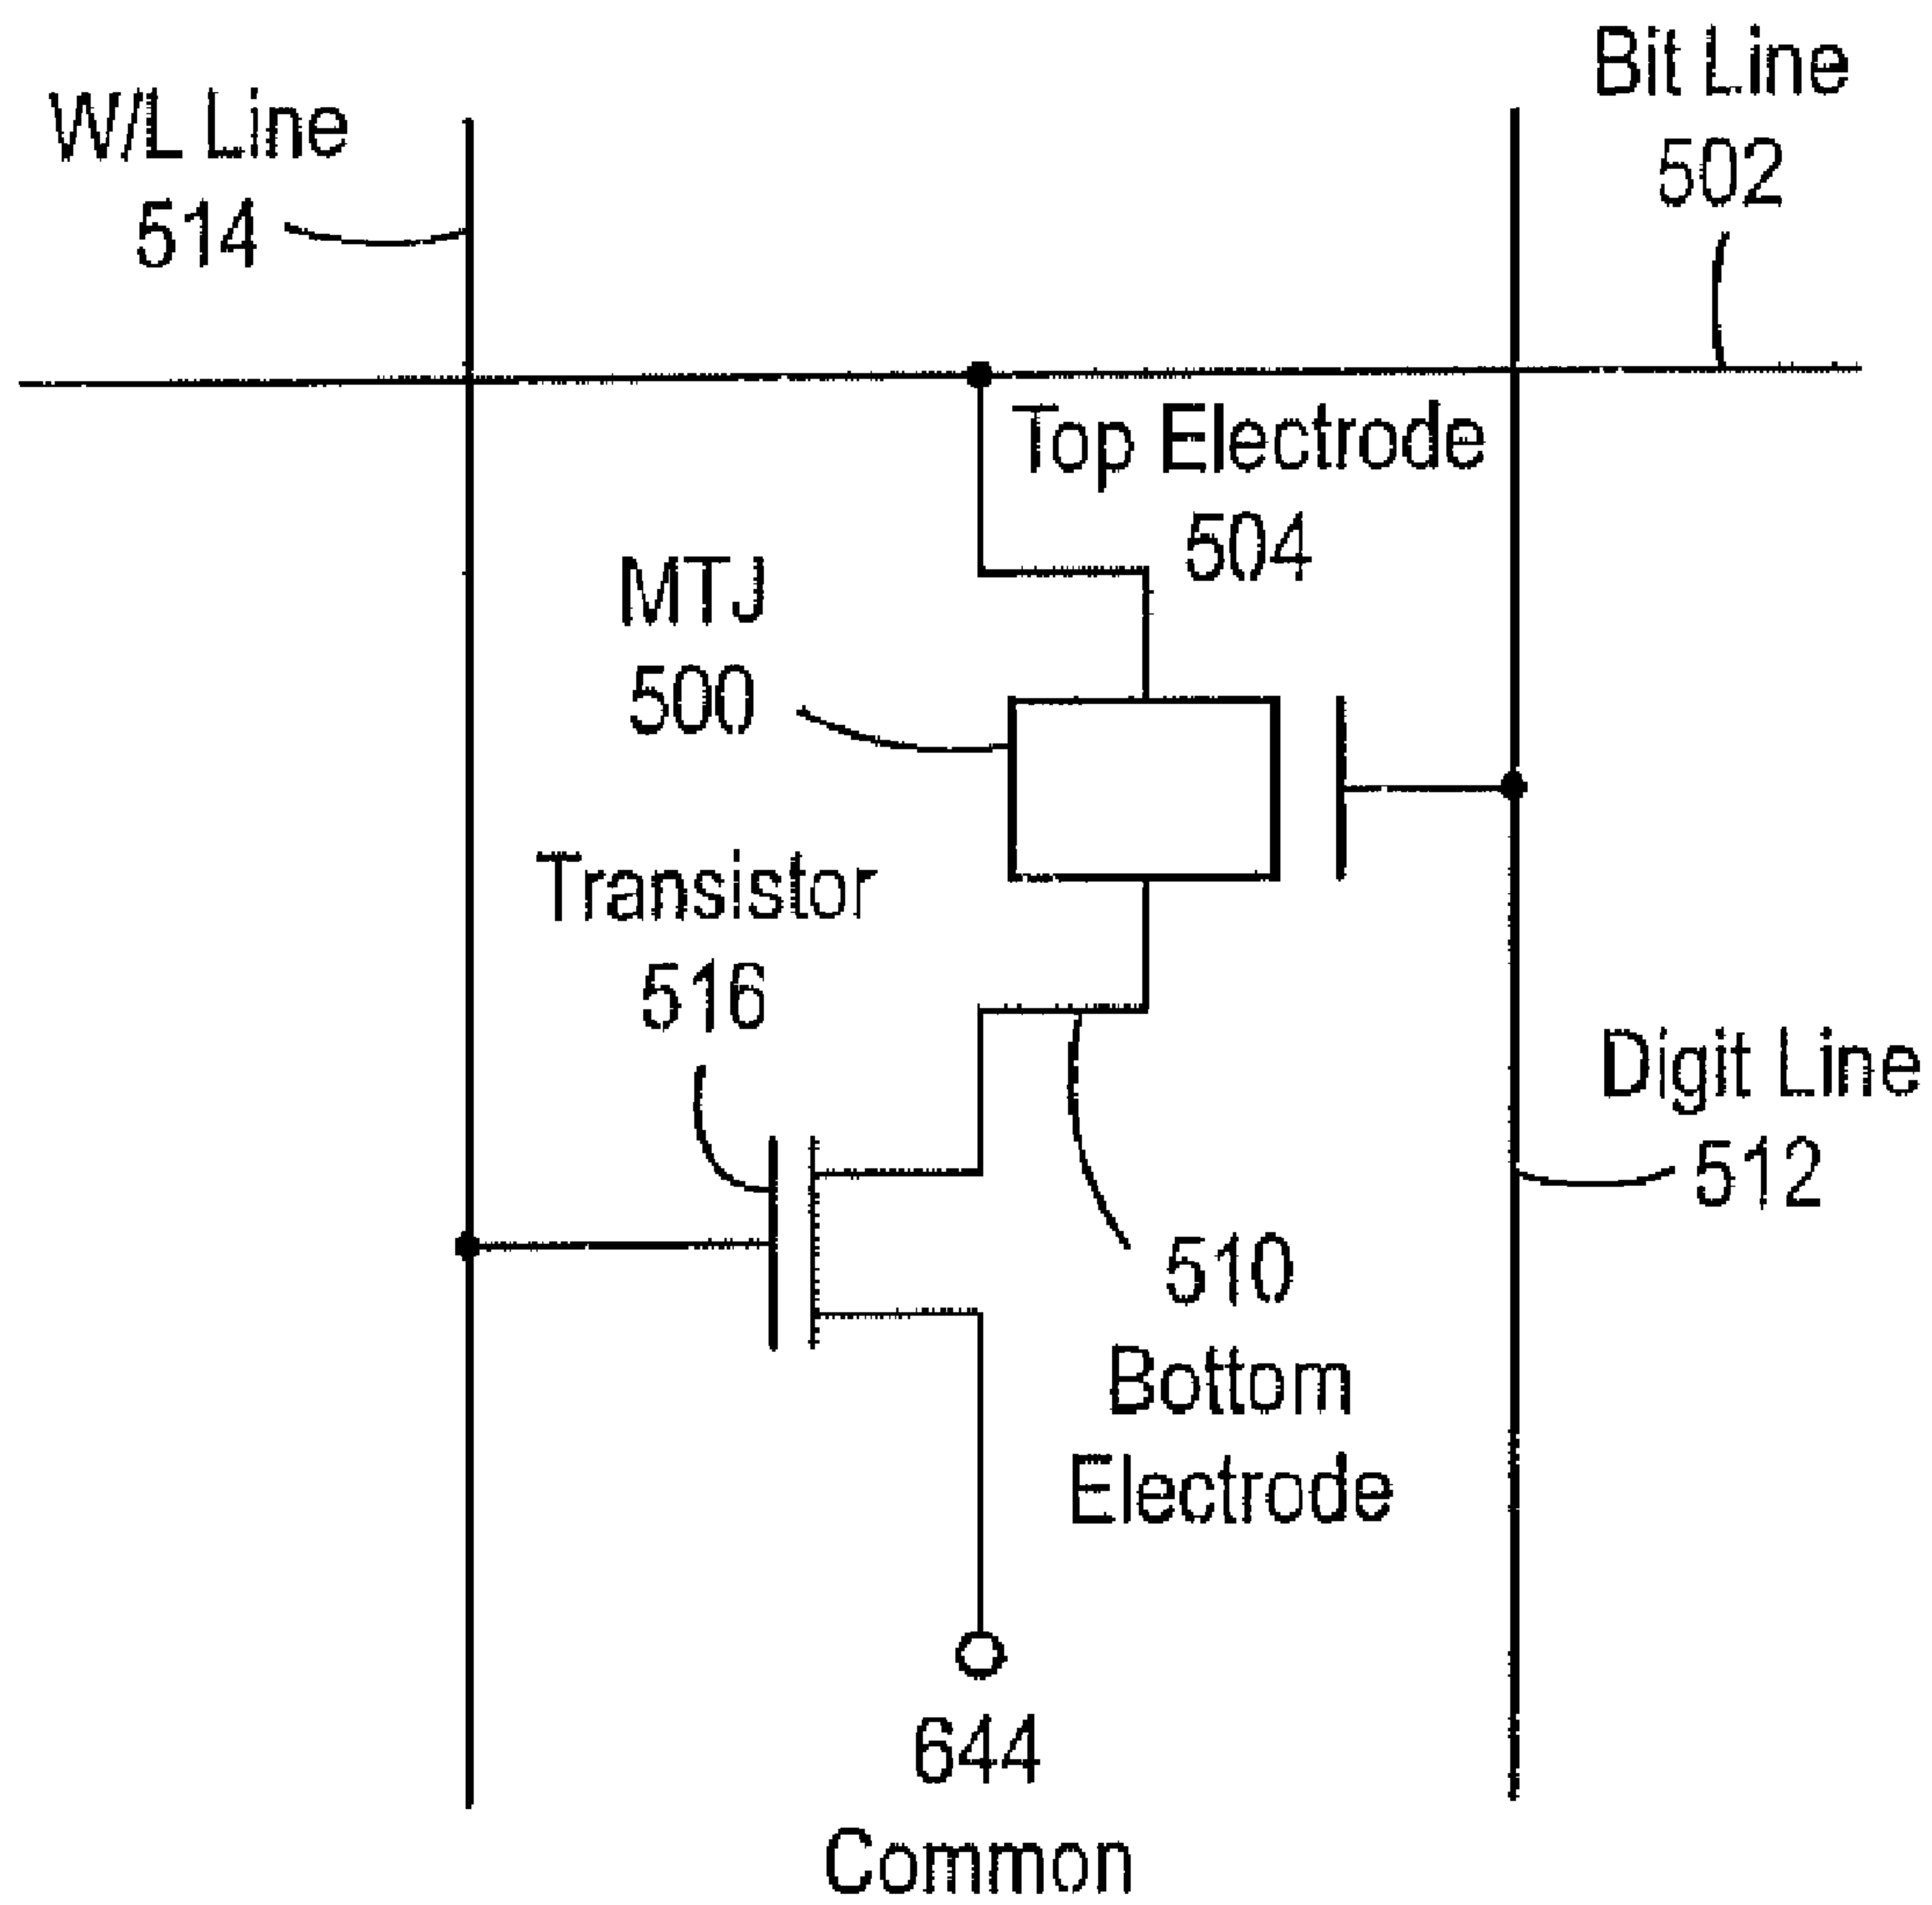 W/L Line
514
Bit Line
502
Top Electrode
504
MTJ
500
Transistor
516
Digit Line
512
510
Bottom
Electrode
644
Common